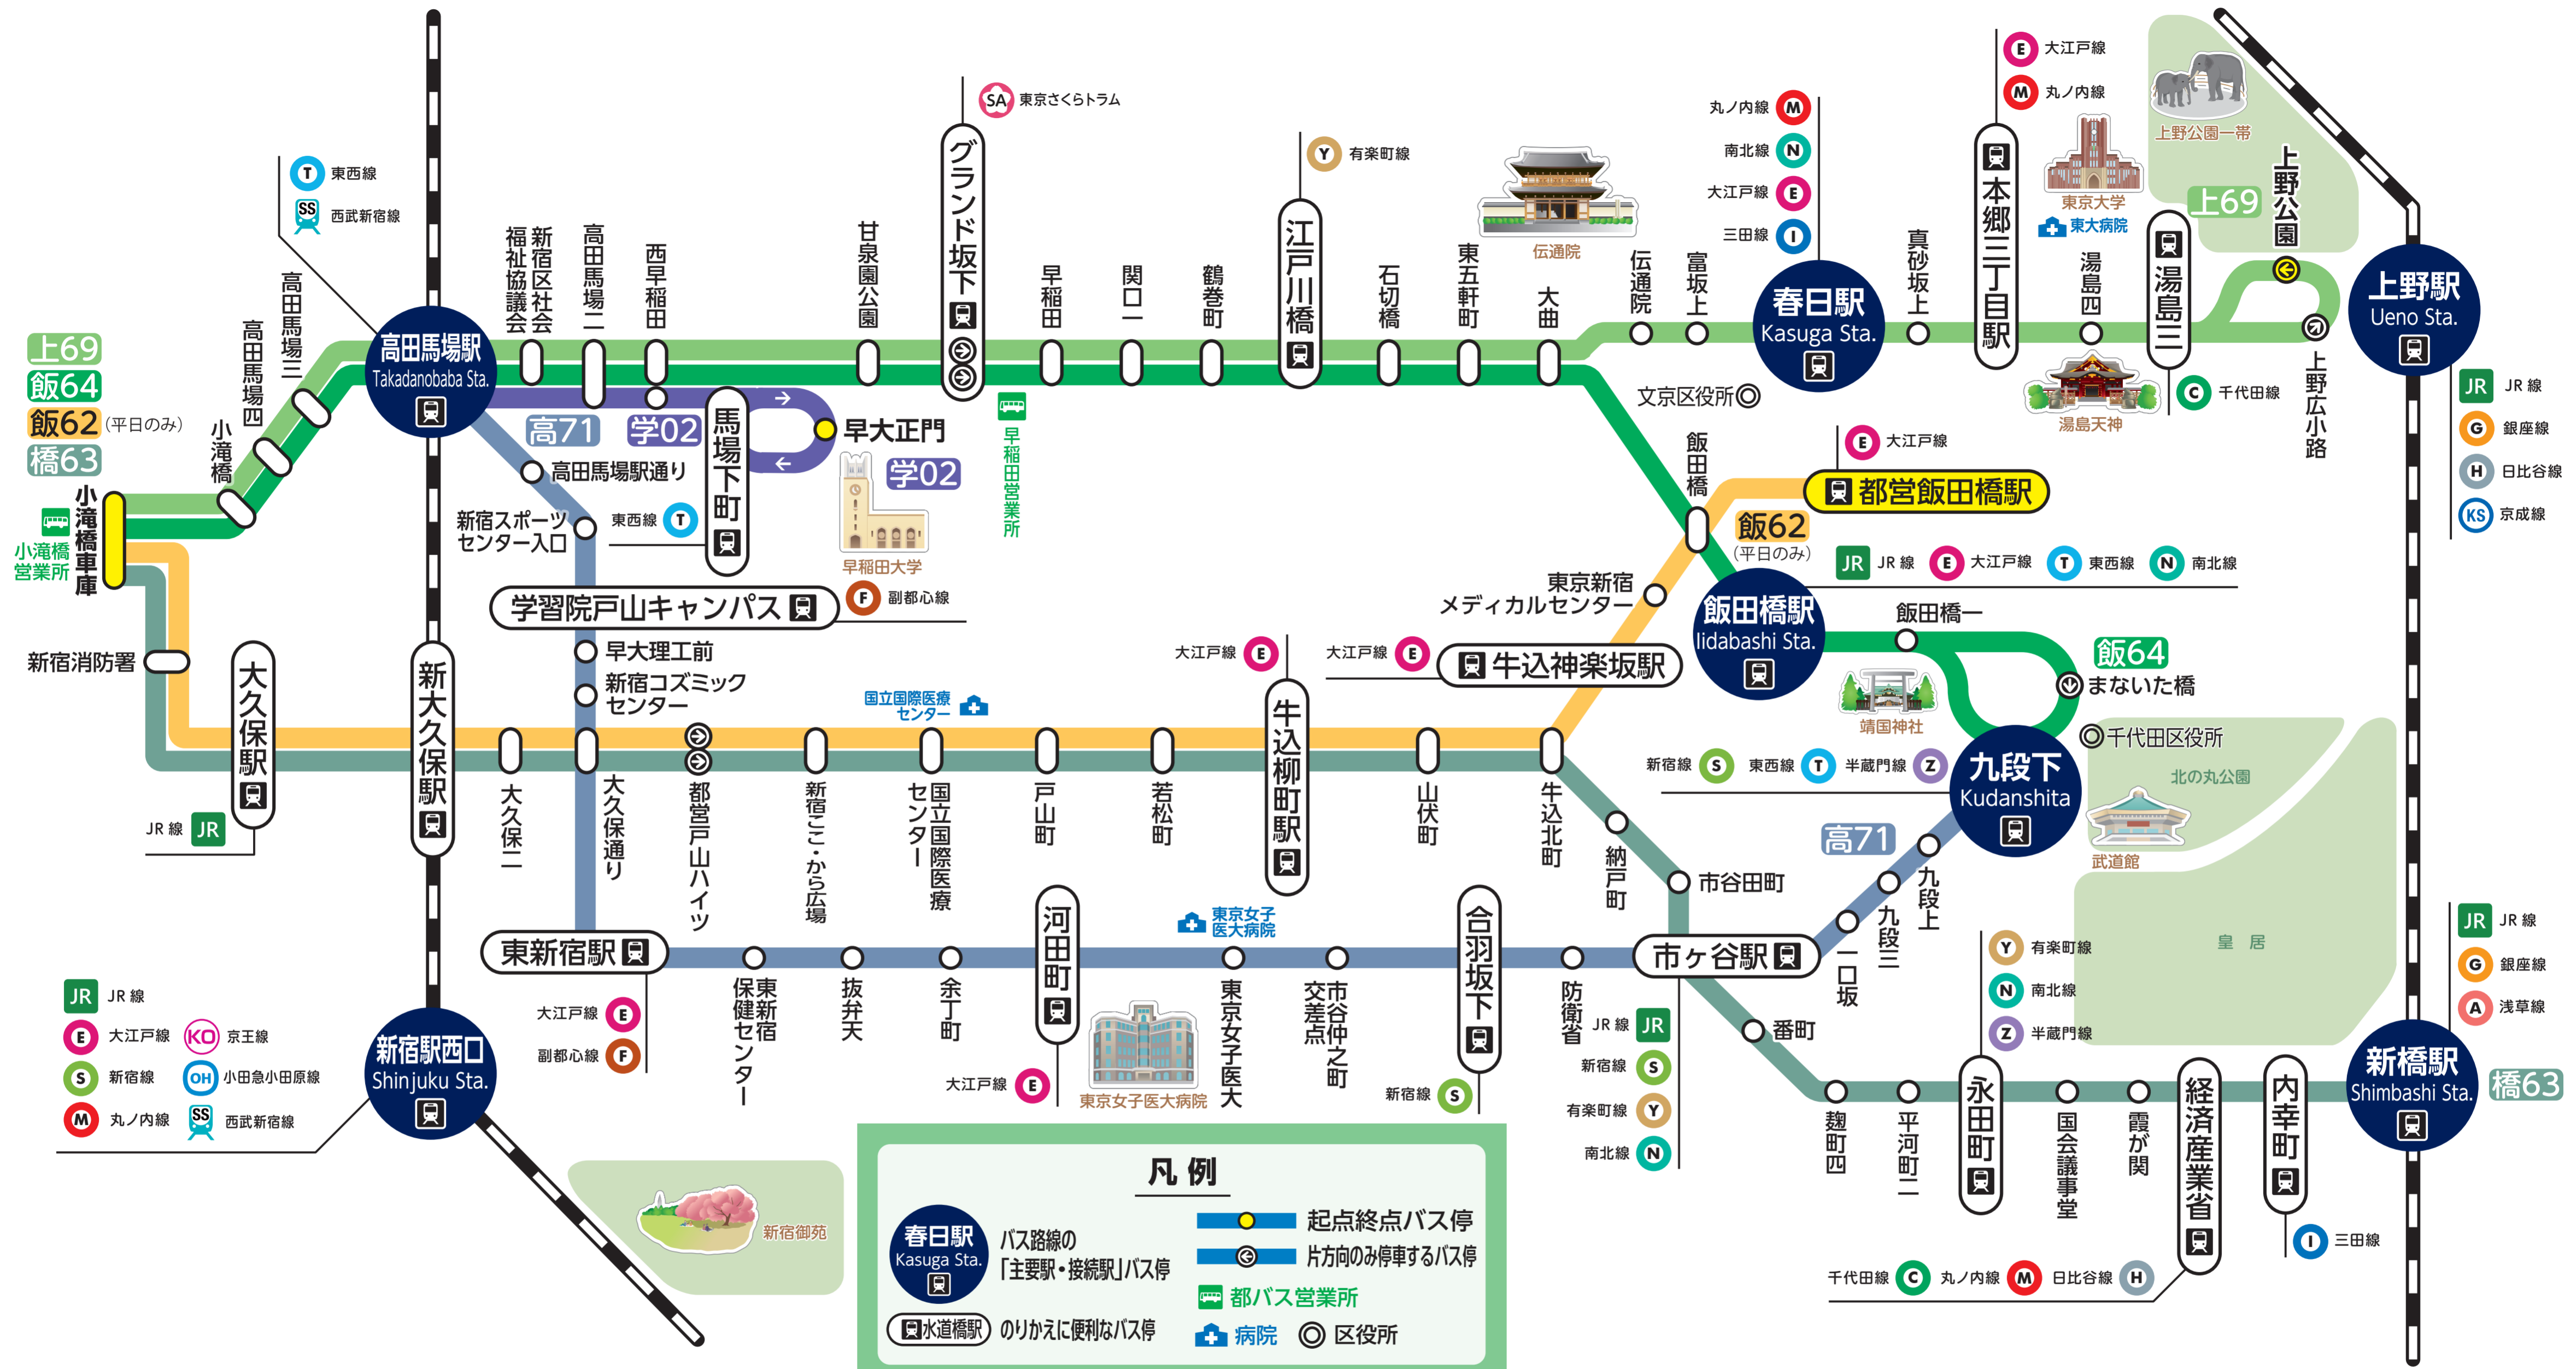 上69
飯64
飯62
(平日のみ)
橋63
小滝橋
営業所
小滝橋車庫
小滝橋
高田馬場四
高田馬場三
T 東西線
SS 西武新宿線
高田馬場駅
Takadanobaba Sta.
新宿区社会
福祉協議会
高田馬場二
西早稲田
甘泉園公園
SA 東京さくらトラム
グランド坂下
早稲田
早稲田営業所
関口一
鶴巻町
Y 有楽町線
江戸川橋
石切橋
東五軒町
大曲
伝通院
伝通院
富坂上
丸ノ内線 M
南北線 N
大江戸線 E
三田線 I
春日駅
Kasuga Sta.
文京区役所
真砂坂上
E 大江戸線
M 丸ノ内線
本郷三丁目駅
東京大学
東大病院
湯島四
湯島天神
湯島三
C 千代田線
上野公園一帯
上69
上野公園
上野広小路
上野駅
Ueno Sta.
JR JR 線
G 銀座線
H 日比谷線
KS 京成線
高71
学02
馬場下町
東西線 T
早大正門
学02
早稲田大学
高田馬場駅通り
新宿スポーツ
センター入口
学習院戸山キャンパス
F 副都心線
早大理工前
新宿コズミック
センター
飯田橋
E 大江戸線
都営飯田橋駅
飯62
(平日のみ)
JR JR 線
E 大江戸線
T 東西線
N 南北線
東京新宿
メディカルセンター
飯田橋駅
Iidabashi Sta.
飯田橋一
飯64
まないた橋
靖国神社
千代田区役所
新宿線 S
東西線 T
半蔵門線 Z
九段下
Kudanshita
北の丸公園
武道館
皇居
新宿消防署
大久保駅
JR 線 JR
新大久保駅
大久保二
大久保通り
都営戸山ハイツ
新宿ここ・から広場
国立国際医療
センター
国立国際医療
センター
戸山町
若松町
大江戸線 E
牛込柳町駅
大江戸線 E
牛込神楽坂駅
山伏町
牛込北町
納戸町
市谷田町
高71
九段上
九段三
一口坂
東新宿駅
大江戸線 E
副都心線 F
東新宿
保健センター
抜弁天
余丁町
河田町
大江戸線 E
東京女子医大病院
東京女子
医大病院
東京女子医大
市谷仲之町
交差点
合羽坂下
新宿線 S
防衛省
市ヶ谷駅
JR 線 JR
新宿線 S
有楽町線 Y
南北線 N
番町
麹町四
平河町二
Y 有楽町線
N 南北線
Z 半蔵門線
永田町
国会議事堂
霞が関
経済産業省
千代田線 C
丸ノ内線 M
日比谷線 H
内幸町
I 三田線
JR JR 線
G 銀座線
A 浅草線
新橋駅
Shimbashi Sta.
橋63
JR JR 線
E 大江戸線
KO 京王線
S 新宿線
OH 小田急小田原線
M 丸ノ内線
SS 西武新宿線
新宿駅西口
Shinjuku Sta.
新宿御苑
凡例
春日駅
Kasuga Sta.
バス路線の
「主要駅・接続駅」バス停
水道橋駅
のりかえに便利なバス停
起点終点バス停
片方向のみ停車するバス停
都バス営業所
病院
区役所